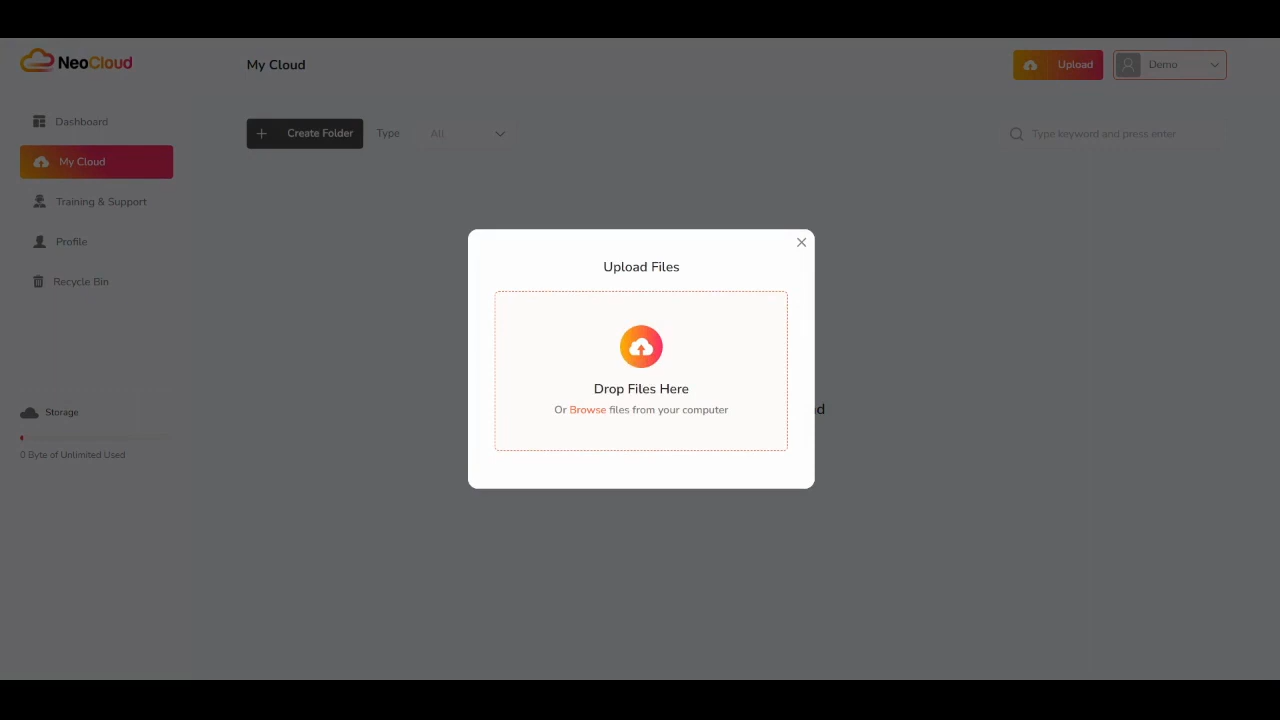 NeoCloud
My Cloud
Upload
Demo
Dashboard
My Cloud
Training & Support
Profile
Recycle Bin
Storage
0 Byte of Unlimited Used
Create Folder
Type
All
Type keyword and press enter
Upload Files
Drop Files Here
Or Browse files from your computer